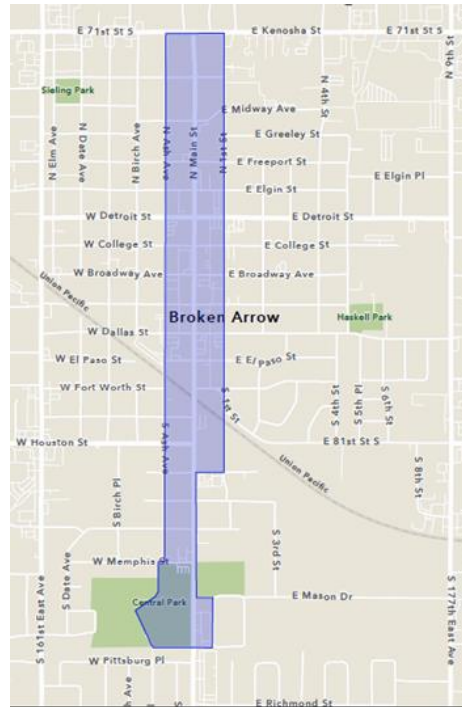 E 71st St S
E Kenosha St
E 71st St S
N 9th St
Sieling Park
N 4th St
E Midway Ave
N Elm Ave
N Date Ave
N Birch Ave
N Ash Ave
N Main St
N 1st St
E Greeley St
E Freeport St
E Elgin Pl
E Elgin St
W Detroit St
E Detroit St
W College St
E College St
W Broadway Ave
E Broadway Ave
Union Pacific
Broken Arrow
Haskell Park
W Dallas St
W El Paso St
E El Paso St
W Fort Worth St
S 1st St
S 4th St
S 5th Pl
S 6th St
S Ash Ave
W Houston St
E 81st St S
Union Pacific
S 8th St
S Birch Pl
S 3rd St
W Memphis St
S Date Ave
Central Park
E Mason Dr
S 161st East Ave
S 177th East Ave
W Pittsburg Pl
h Ave
E Richmond St